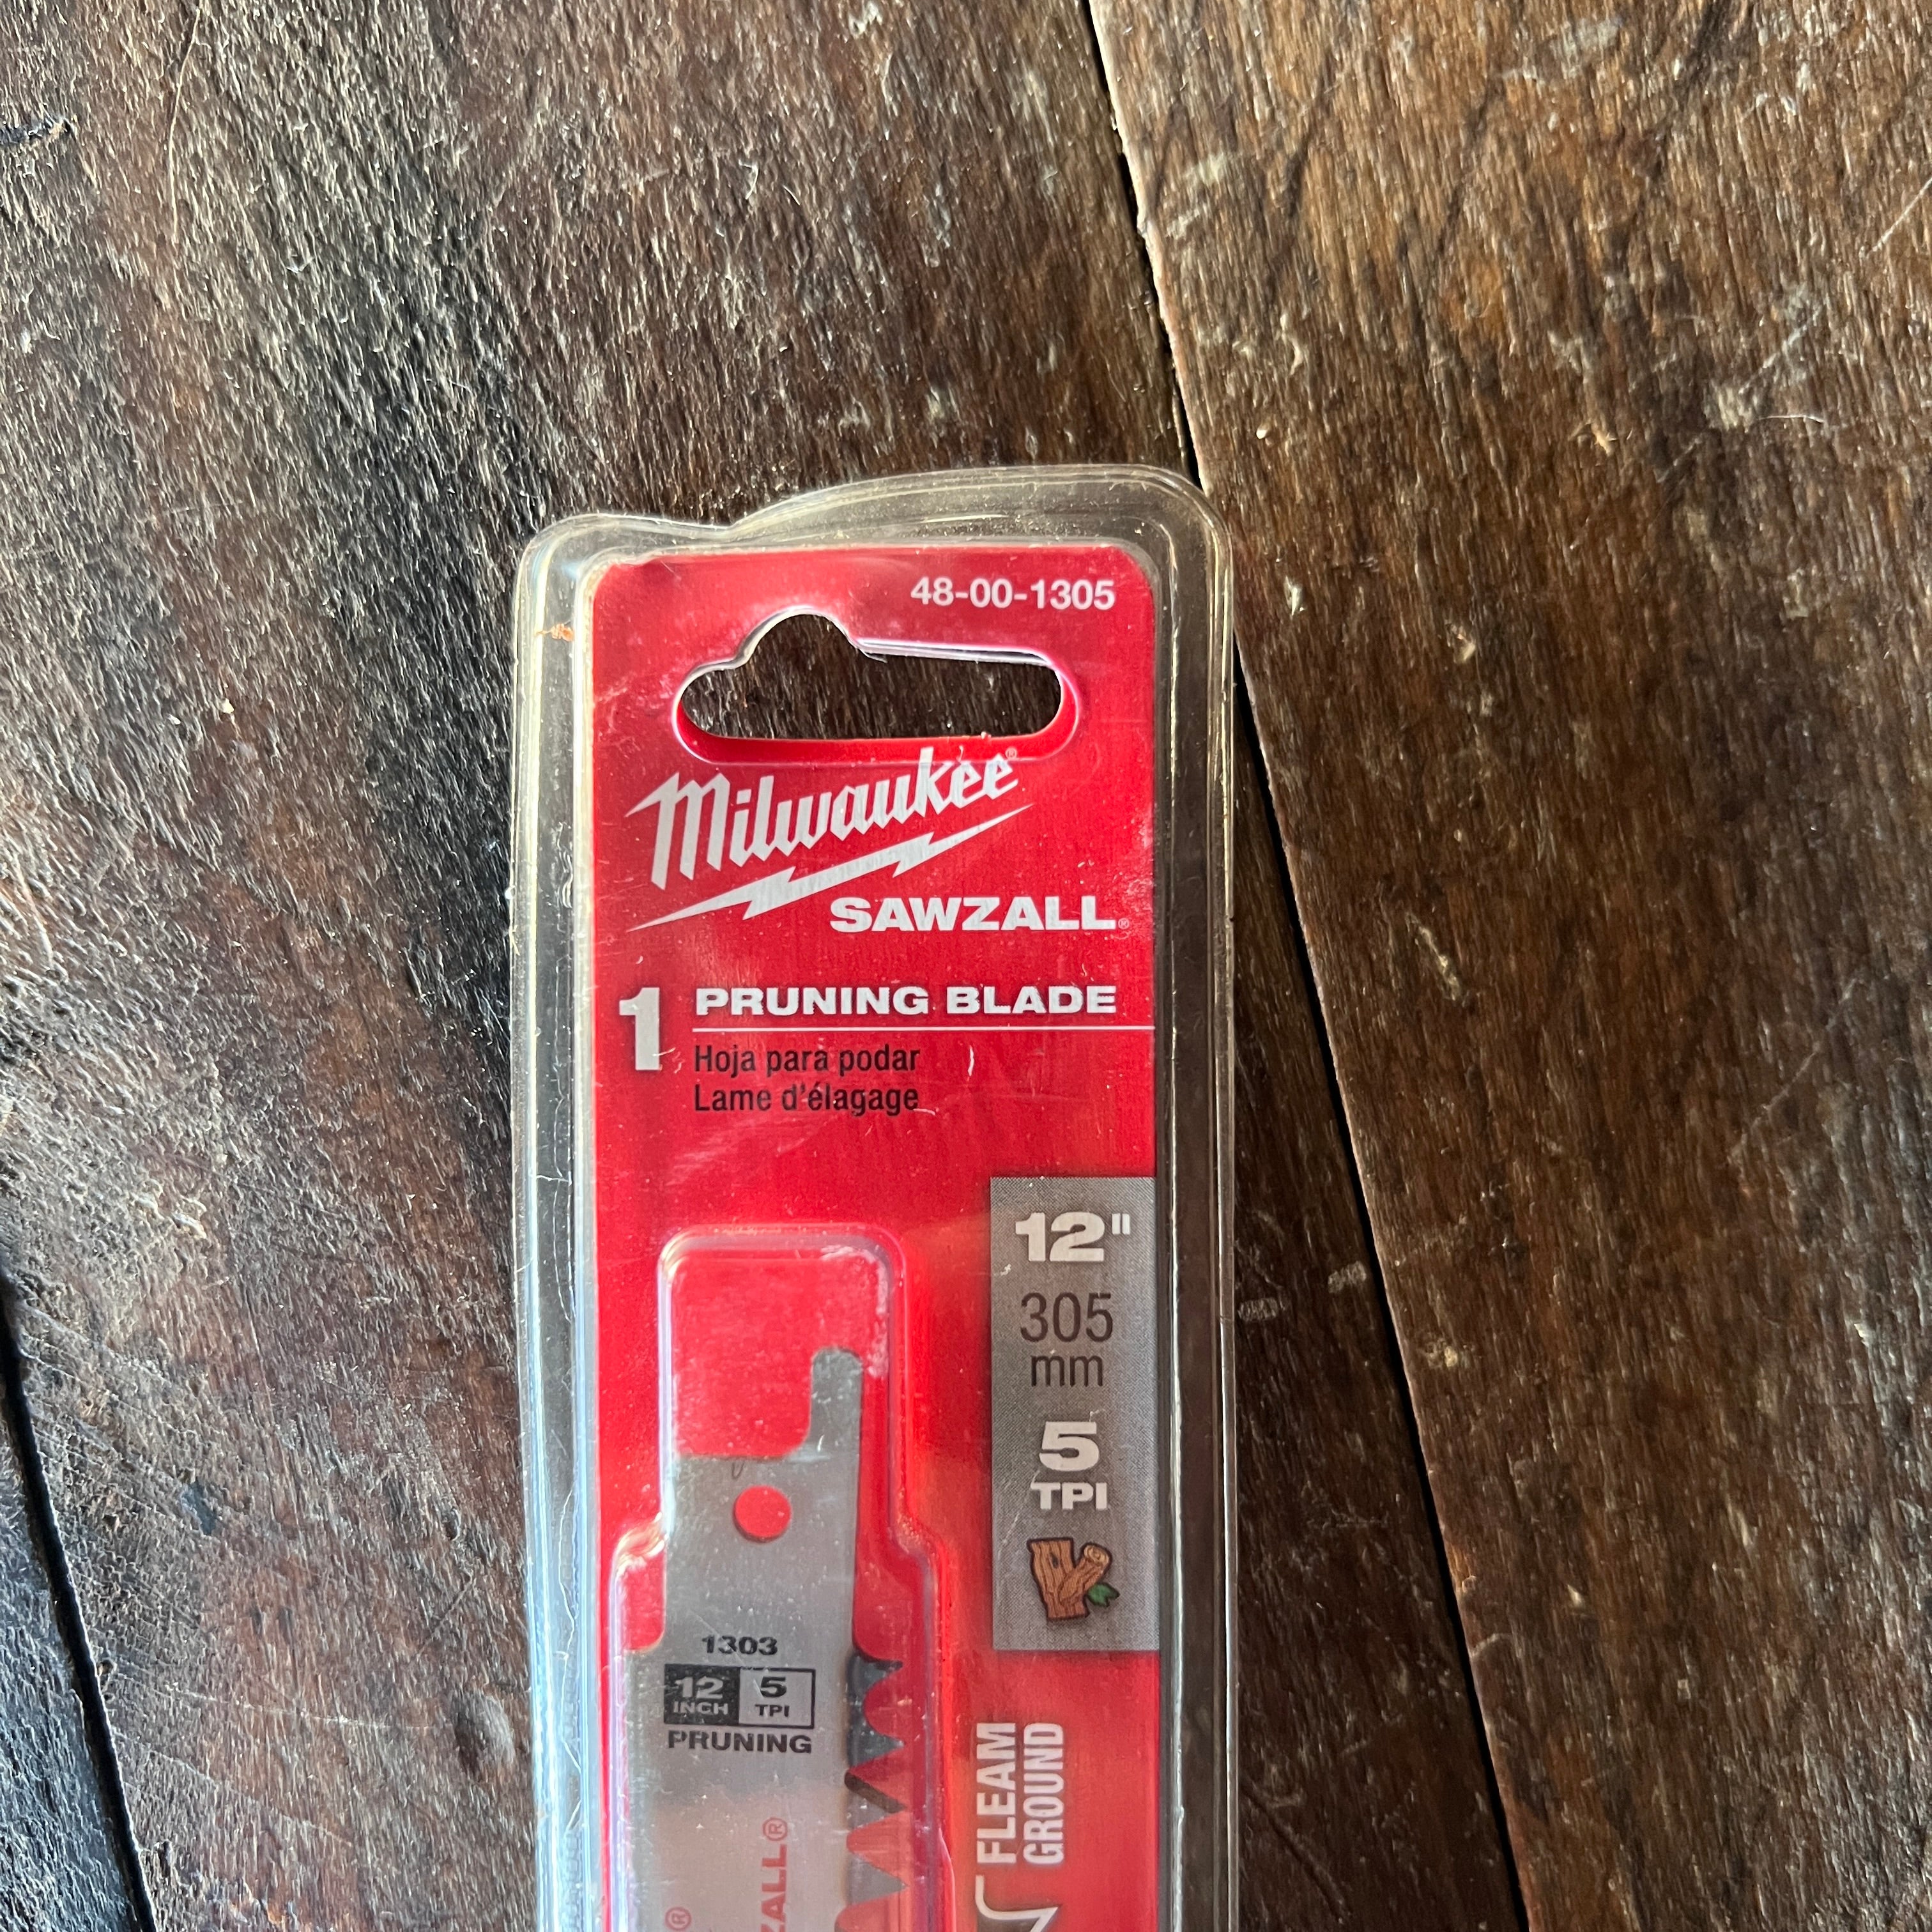 48-00-1305
Milwaukee®
SAWZALL®
1 PRUNING BLADE
Hoja para podar
Lame d'élagage
12"
305
mm
5
TPI
1303
12 INCH 5 TPI
PRUNING
FLEAM
GROUND
®